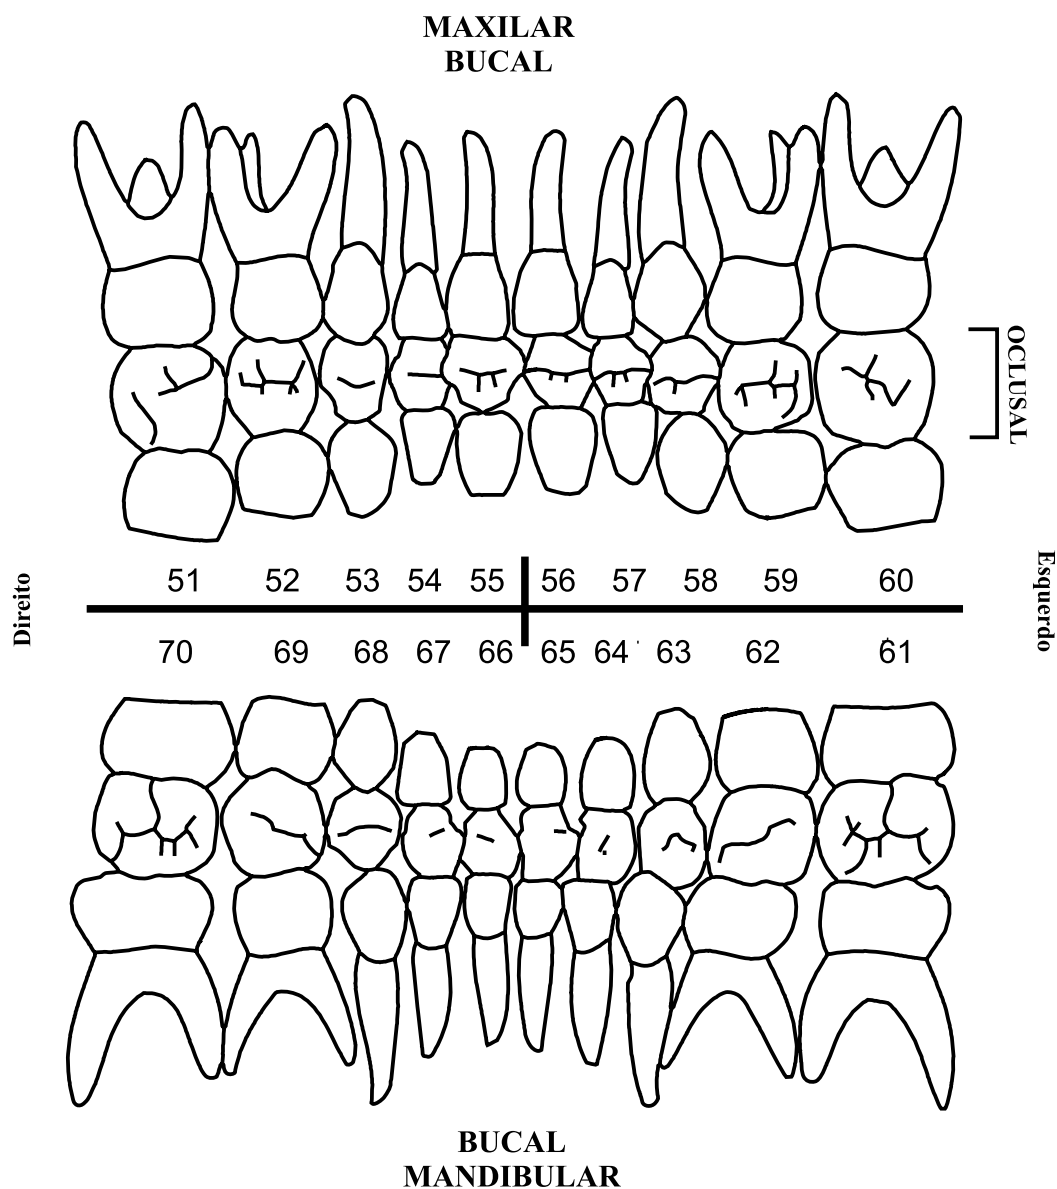 MAXILAR
BUCAL
OCLUSAL
Direito
51 52 53 54 55 56 57 58 59 60
Esquerdo
70 69 68 67 66 65 64 63 62 61
BUCAL
MANDIBULAR